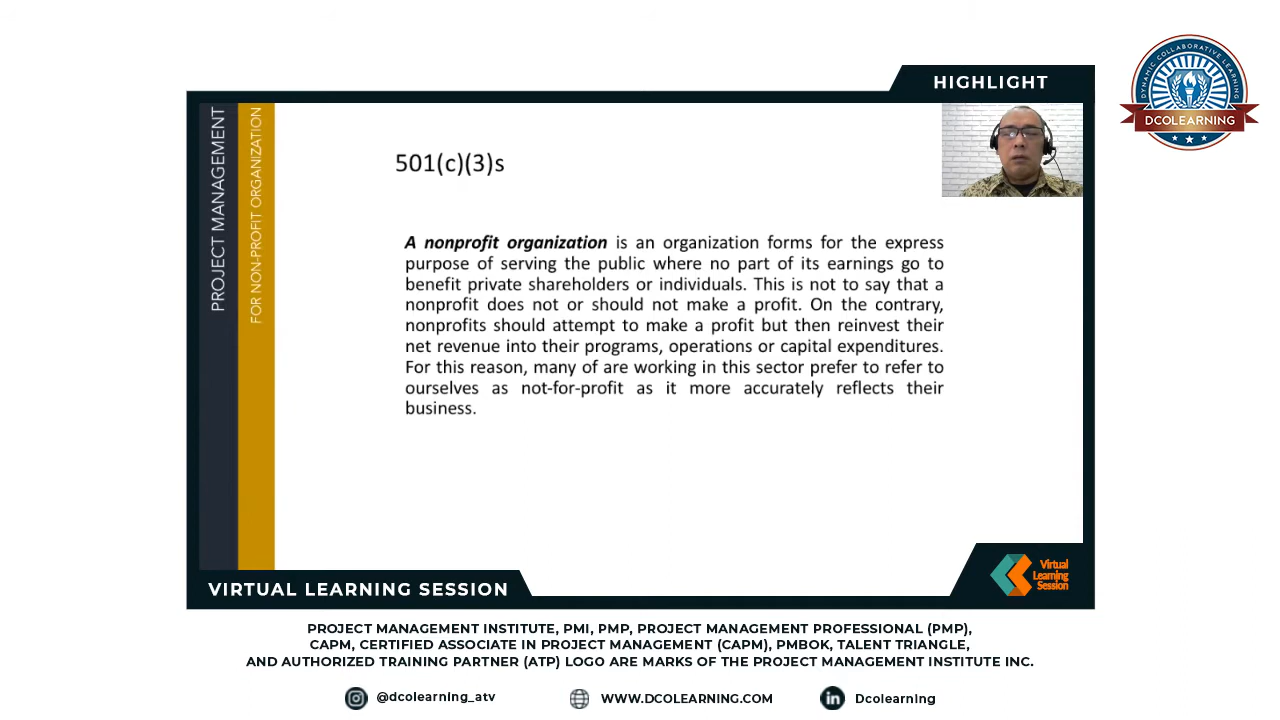 HIGHLIGHT
DYNAMIC COLLABORATIVE LEARNING
DCOLEARNING
PROJECT MANAGEMENT
FOR NON-PROFIT ORGANIZATION
501(c)(3)s
A nonprofit organization is an organization forms for the express
purpose of serving the public where no part of its earnings go to
benefit private shareholders or individuals. This is not to say that a
nonprofit does not or should not make a profit. On the contrary,
nonprofits should attempt to make a profit but then reinvest their
net revenue into their programs, operations or capital expenditures.
For this reason, many of are working in this sector prefer to refer to
ourselves as not-for-profit as it more accurately reflects their
business.
Virtual
Learning
Session
VIRTUAL LEARNING SESSION
PROJECT MANAGEMENT INSTITUTE, PMI, PMP, PROJECT MANAGEMENT PROFESSIONAL (PMP),
CAPM, CERTIFIED ASSOCIATE IN PROJECT MANAGEMENT (CAPM), PMBOK, TALENT TRIANGLE,
AND AUTHORIZED TRAINING PARTNER (ATP) LOGO ARE MARKS OF THE PROJECT MANAGEMENT INSTITUTE INC.
@dcolearning_atv
WWW.DCOLEARNING.COM
in
Dcolearning